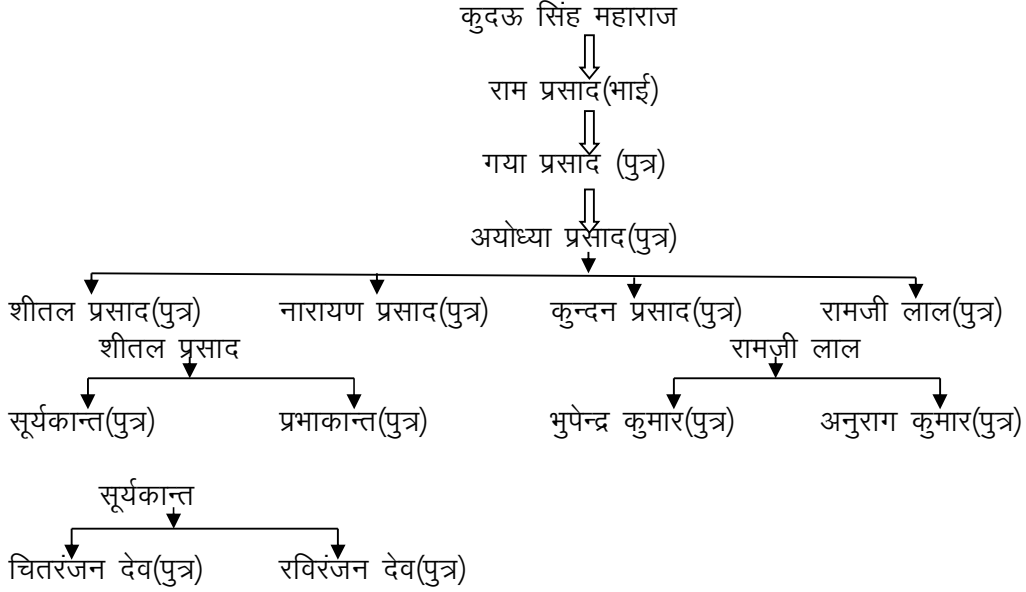 कुदऊ सिंह महाराज
राम प्रसाद(भाई)
गया प्रसाद (पुत्र)
अयोध्या प्रसाद(पुत्र)
शीतल प्रसाद(पुत्र) नारायण प्रसाद(पुत्र) कुन्दन प्रसाद(पुत्र) रामजी लाल(पुत्र)
शीतल प्रसाद रामजी लाल
सूर्यकान्त(पुत्र) प्रभाकान्त(पुत्र) भुपेन्द्र कुमार(पुत्र) अनुराग कुमार(पुत्र)
सूर्यकान्त
चितरंजन देव(पुत्र) रविरंजन देव(पुत्र)